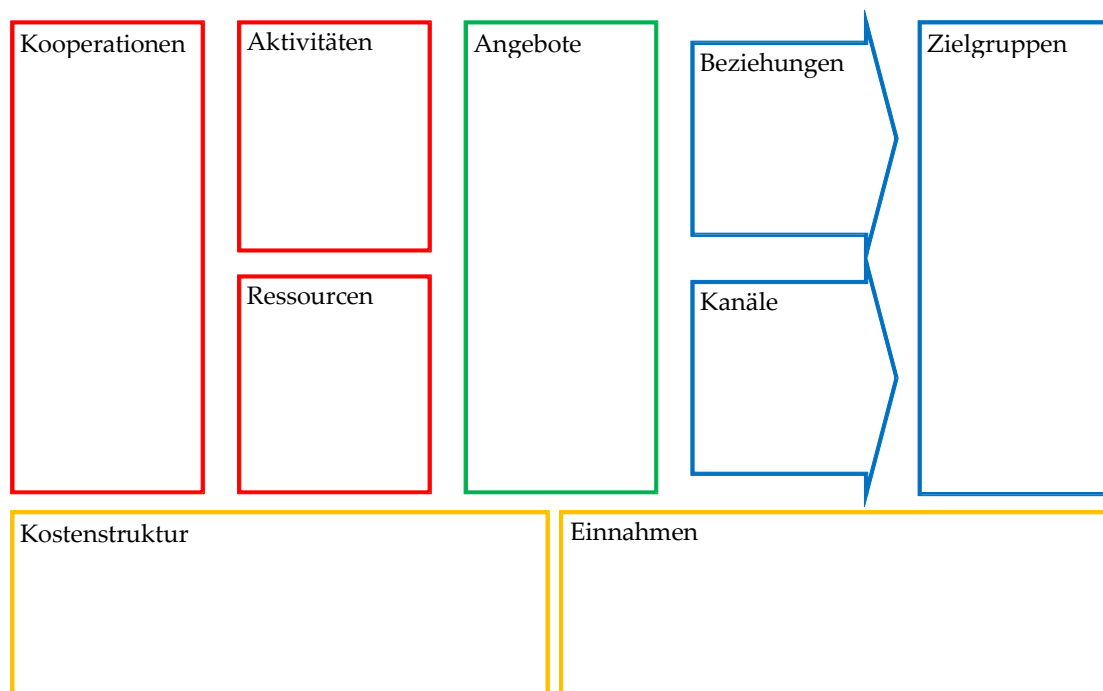 Kooperationen
Aktivitäten
Ressourcen
Angebote
Beziehungen
Kanäle
Zielgruppen
Kostenstruktur
Einnahmen